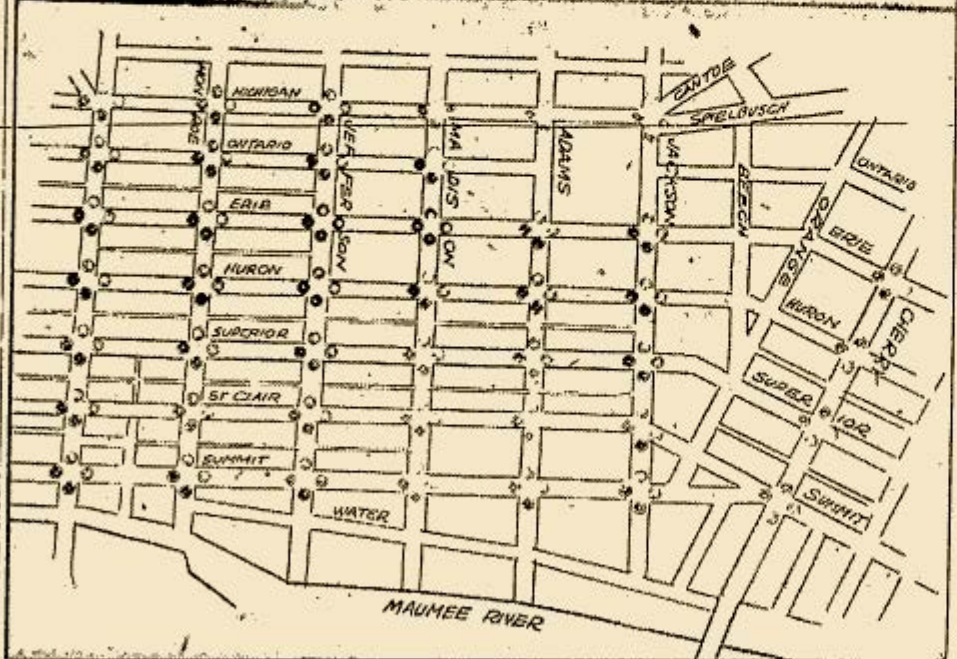 CANTOE
SPIELBUSCH
MICHIGAN
MONROE
JEFFERSON
MADISON
ADAMS
JACKSON
BEECH
ONTARIO
ONTARIO
ORANGE
ERIE
ERIE
HURON
HURON
CHERRY
SUPERIOR
SUPERIOR
ST CLAIR
SUMMIT
SUMMIT
WATER
MAUMEE RIVER